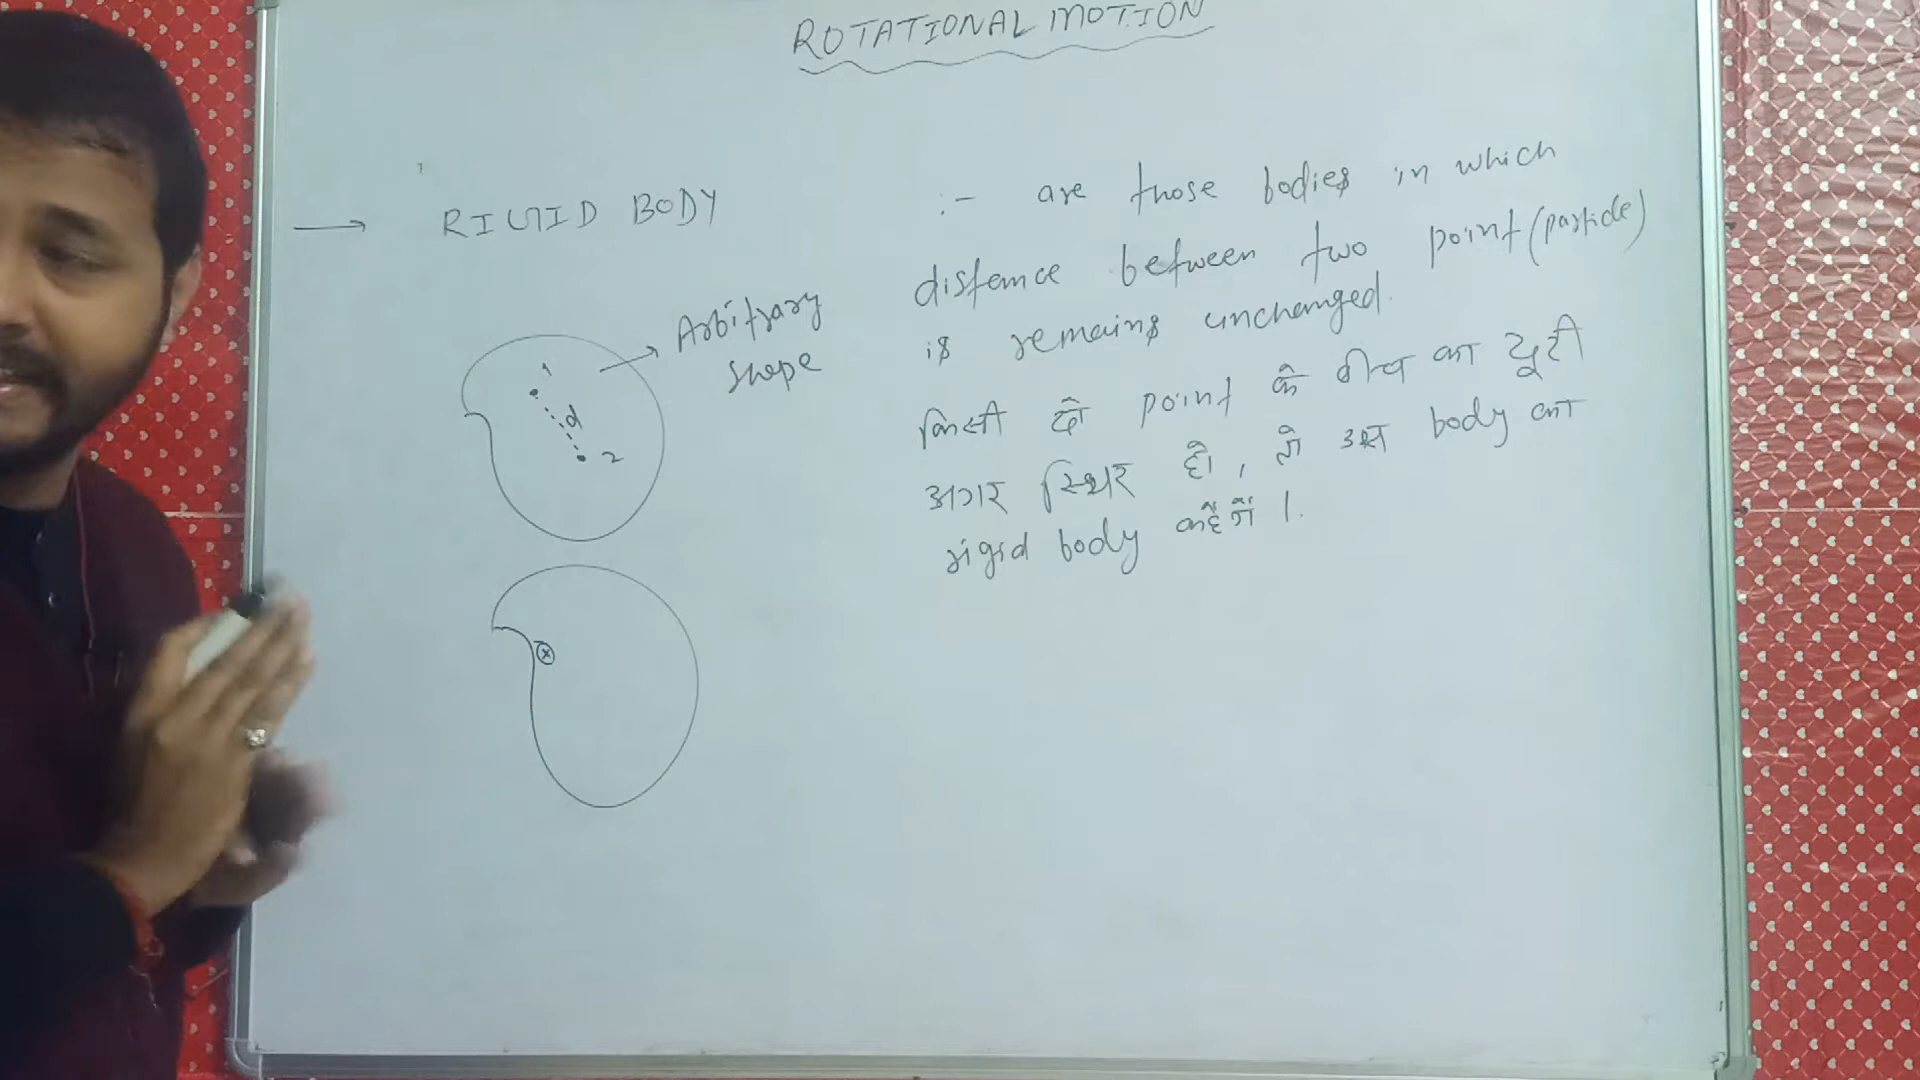 ROTATIONAL MOTION
→ RIGID BODY :- are those bodies in which
distance between two point (particle)
is remains unchanged.
किसी दो point के बीच का दूरी
अगर स्थिर हो, तो उस body का
rigid body कहेंगें ।.
Arbitrary
shape
1
d
2